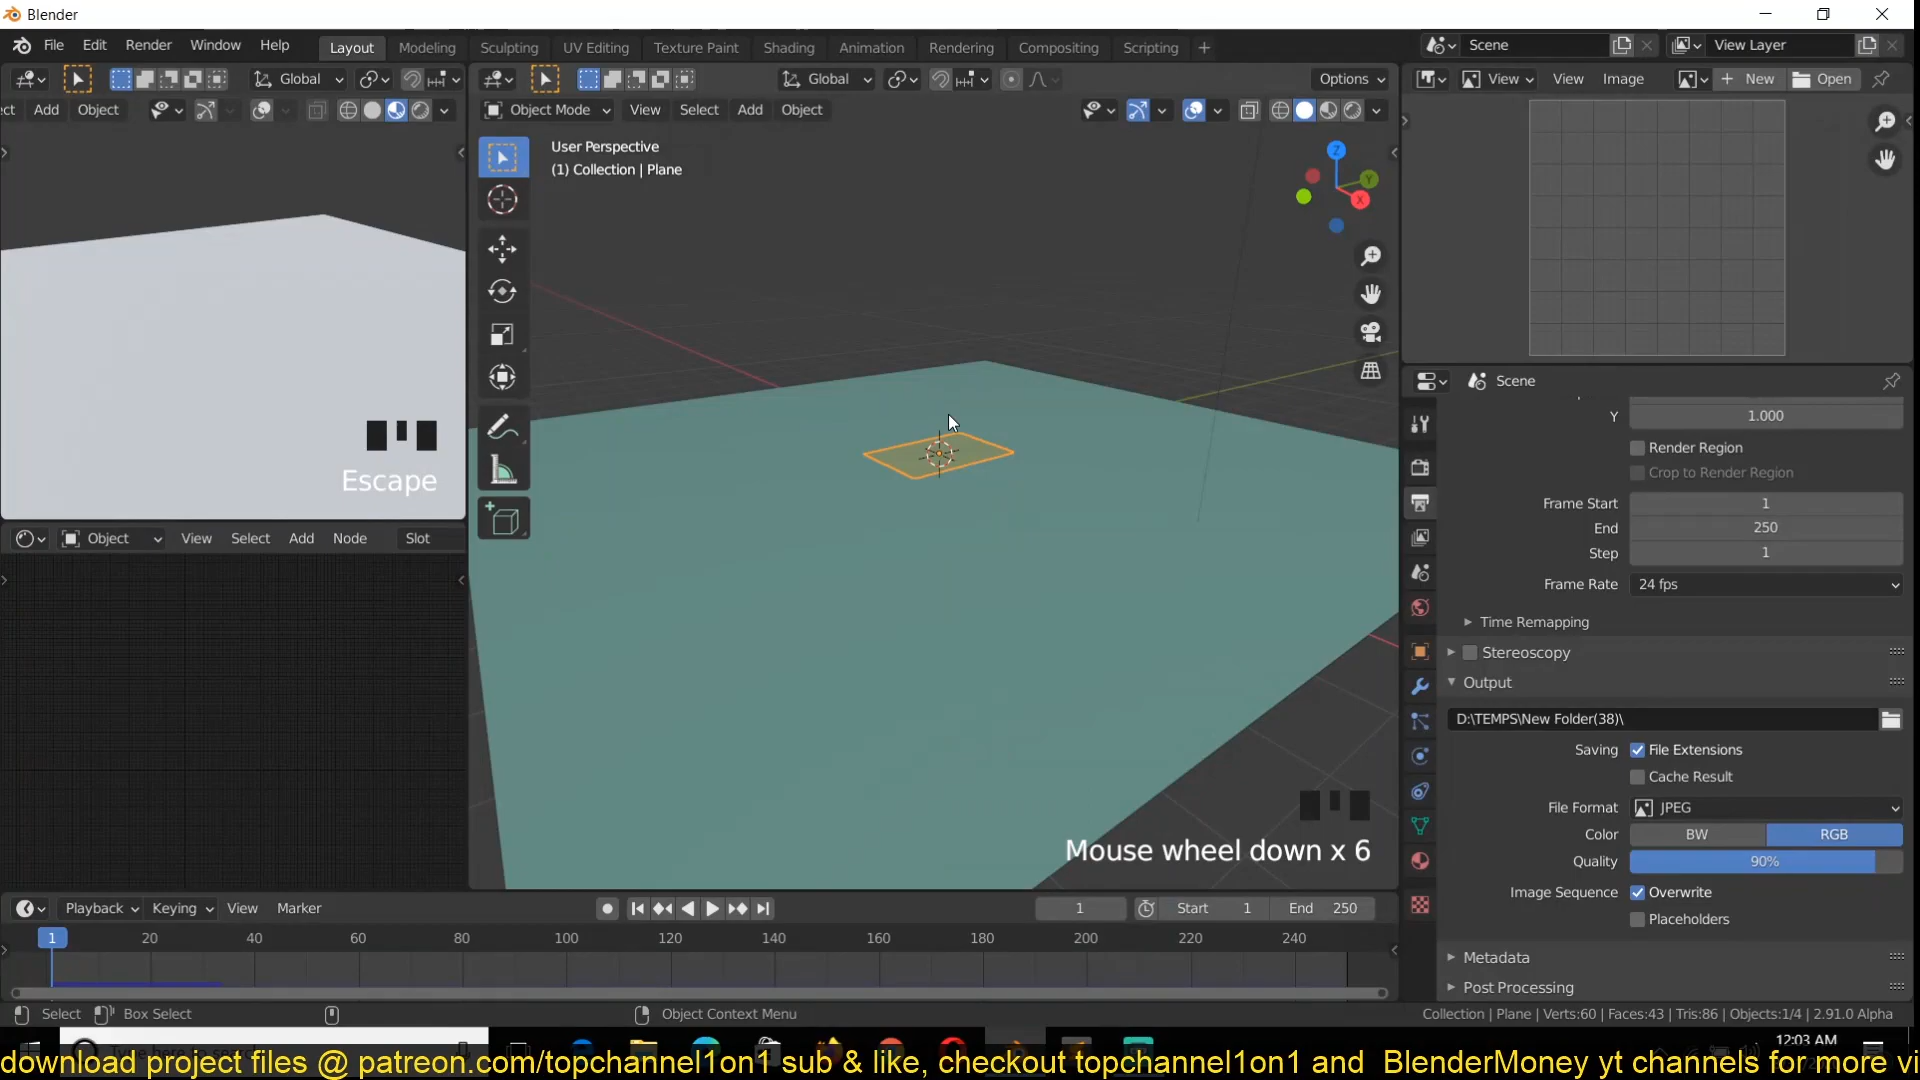 Blender
File Edit Render Window Help Layout Modeling Sculpting UV Editing Texture Paint Shading Animation Rendering Compositing Scripting + Scene View Layer
Global Global Options View View Image + New Open
ct Add Object Object Mode View Select Add Object
User Perspective
(1) Collection | Plane
Z
Y
X
Scene
Y 1.000
Render Region
Crop to Render Region
Frame Start 1
End 250
Step 1
Frame Rate 24 fps
Time Remapping
Stereoscopy
Output
D:\TEMPS\New Folder(38)\
Saving File Extensions
Cache Result
File Format JPEG
Color BW RGB
Quality 90%
Image Sequence Overwrite
Placeholders
Metadata
Post Processing
Escape
Object View Select Add Node Slot
Mouse wheel down x 6
Playback Keying View Marker 1 Start 1 End 250
1 20 40 60 80 100 120 140 160 180 200 220 240
Select Box Select Object Context Menu Collection | Plane | Verts:60 | Faces:43 | Tris:86 | Objects:1/4 | 2.91.0 Alpha
12:03 AM
download project files @ patreon.com/topchannel1on1 sub & like, checkout topchannel1on1 and BlenderMoney yt channels for more vi